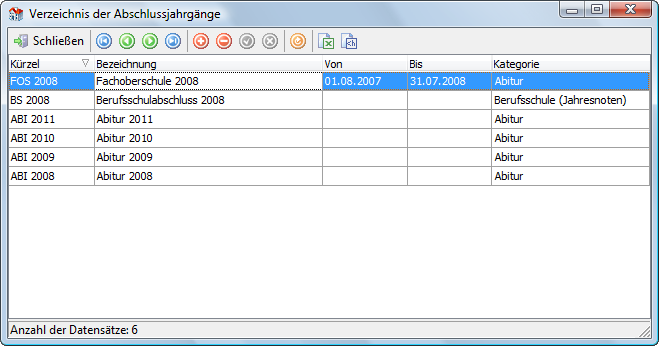 Verzeichnis der Abschlussjahrgänge
Schließen
Kürzel Bezeichnung Von Bis Kategorie
FOS 2008 Fachoberschule 2008 01.08.2007 31.07.2008 Abitur
BS 2008 Berufsschulabschluss 2008 Berufsschule (Jahresnoten)
ABI 2011 Abitur 2011 Abitur
ABI 2010 Abitur 2010 Abitur
ABI 2009 Abitur 2009 Abitur
ABI 2008 Abitur 2008 Abitur
Anzahl der Datensätze: 6